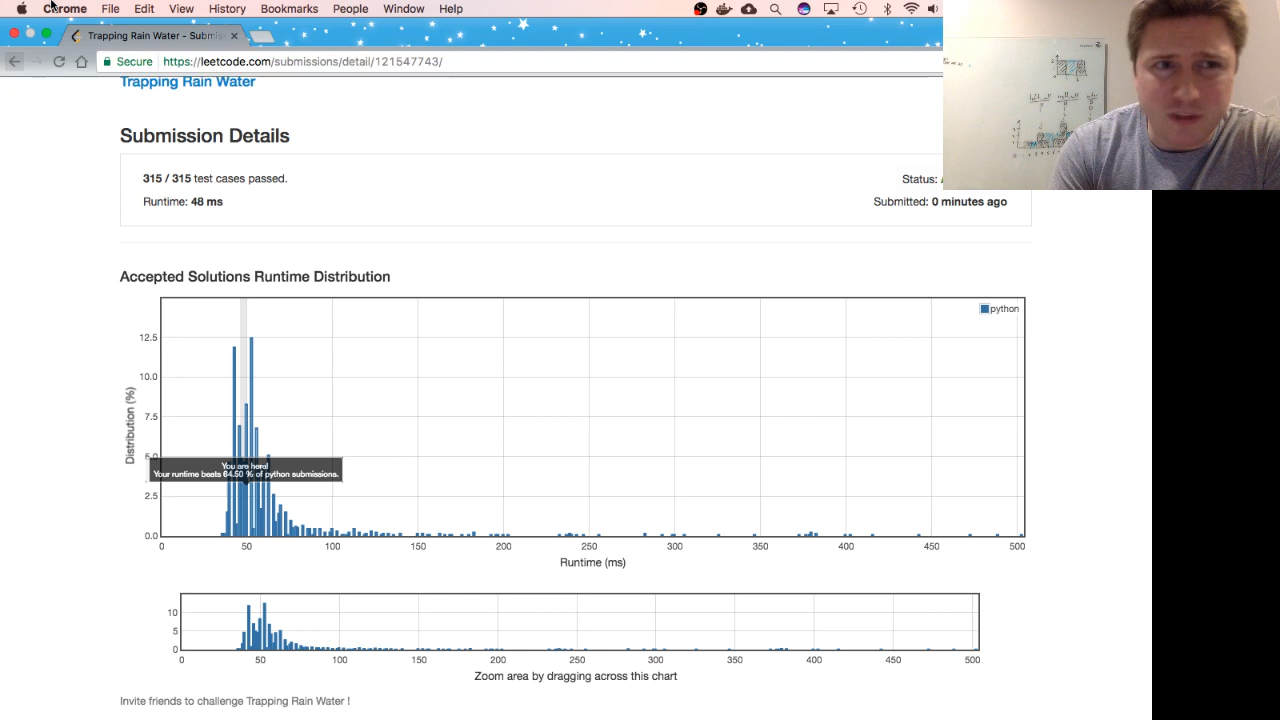 Chrome File Edit View History Bookmarks People Window Help
Trapping Rain Water - Submiss
Secure https://leetcode.com/submissions/detail/121547743/
Trapping Rain Water
Submission Details
315 / 315 test cases passed.
Status:
Runtime: 48 ms
Submitted: 0 minutes ago
Accepted Solutions Runtime Distribution
python
12.5
10.0
7.5
5.0
2.5
0.0
Distribution (%)
You are here!
Your runtime beats 64.50 % of python submissions.
0 50 100 150 200 250 300 350 400 450 500
Runtime (ms)
10
5
0
0 50 100 150 200 250 300 350 400 450 500
Zoom area by dragging across this chart
Invite friends to challenge Trapping Rain Water !